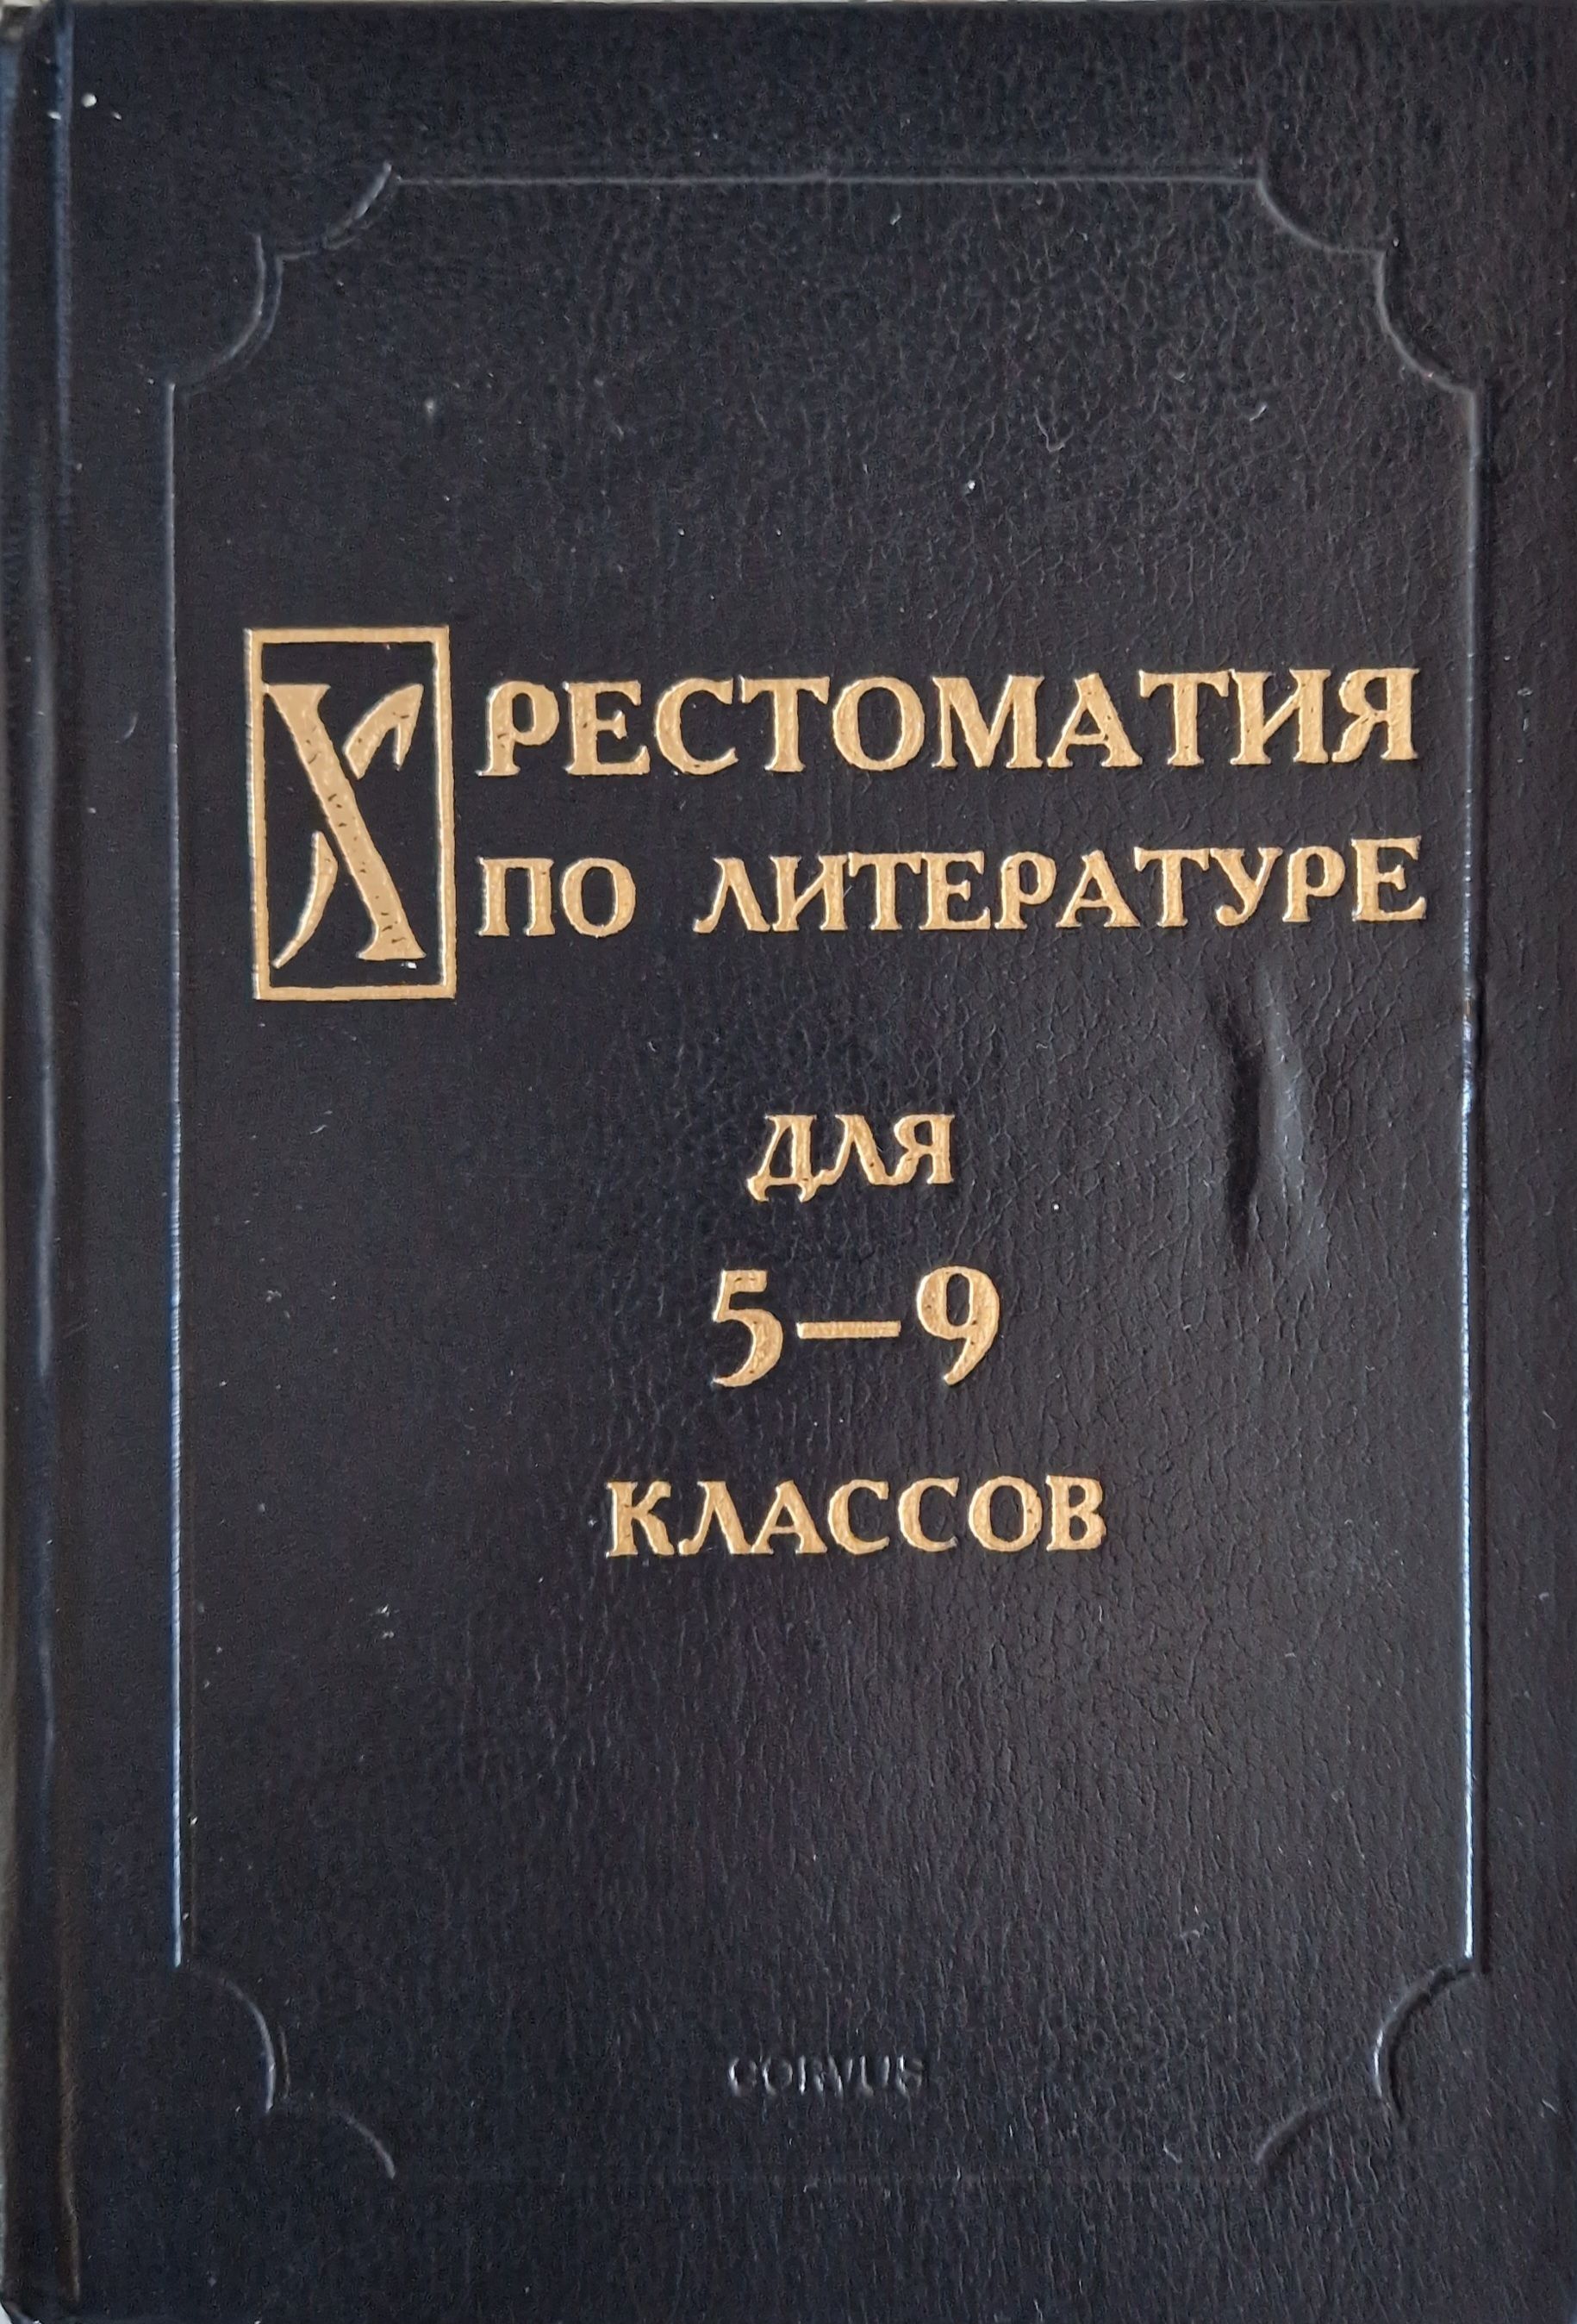 ХРЕСТОМАТИЯ
ПО ЛИТЕРАТУРЕ
ДЛЯ
5–9
КЛАССОВ
CORVUS